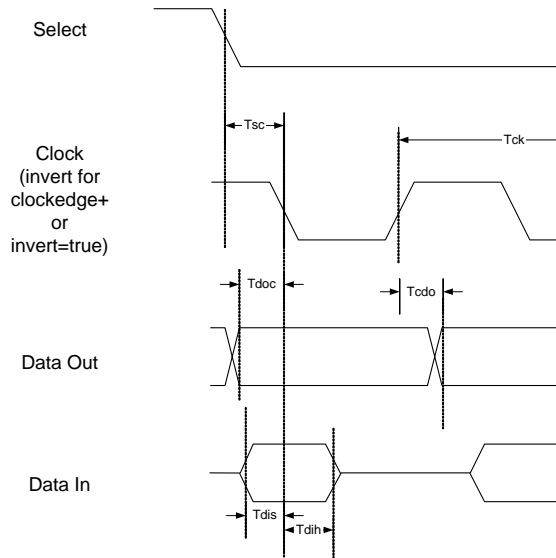 Select
Tsc
Tck
Clock
(invert for
clockedge+
or
invert=true)
Tdoc
Tcdo
Data Out
Data In
Tdis
Tdih